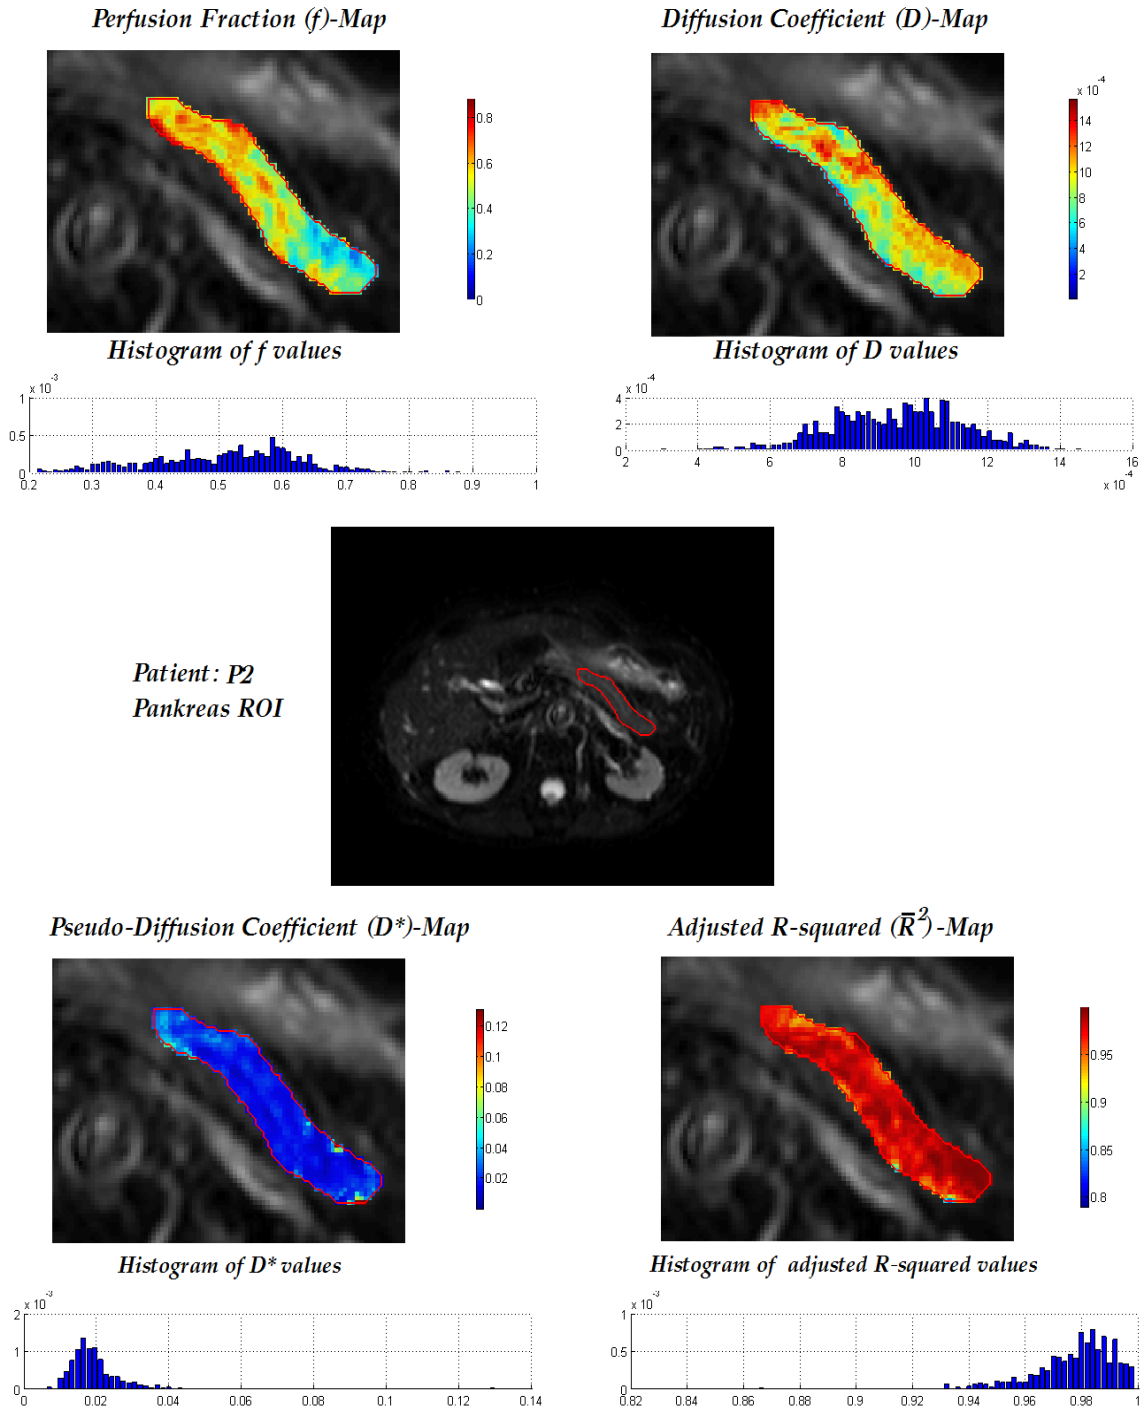 Perfusion Fraction (f)-Map
Diffusion Coefficient (D)-Map
0.8
0.6
0.4
0.2
0
x 10⁻⁴
14
12
10
8
6
4
2
Histogram of f values
Histogram of D values
x 10⁻³
1
0.5
0
0.2 0.3 0.4 0.5 0.6 0.7 0.8 0.9 1
x 10⁻⁴
4
2
0
2 4 6 8 10 12 14 16
x 10⁻⁴
Patient: P2
Pankreas ROI
Pseudo-Diffusion Coefficient (D*)-Map
Adjusted R-squared (R̄²)-Map
0.12
0.1
0.08
0.06
0.04
0.02
0.95
0.9
0.85
0.8
Histogram of D* values
Histogram of adjusted R-squared values
x 10⁻³
2
1
0
0 0.02 0.04 0.06 0.08 0.1 0.12 0.14
x 10⁻³
1
0.5
0
0.82 0.84 0.86 0.88 0.9 0.92 0.94 0.96 0.98 1